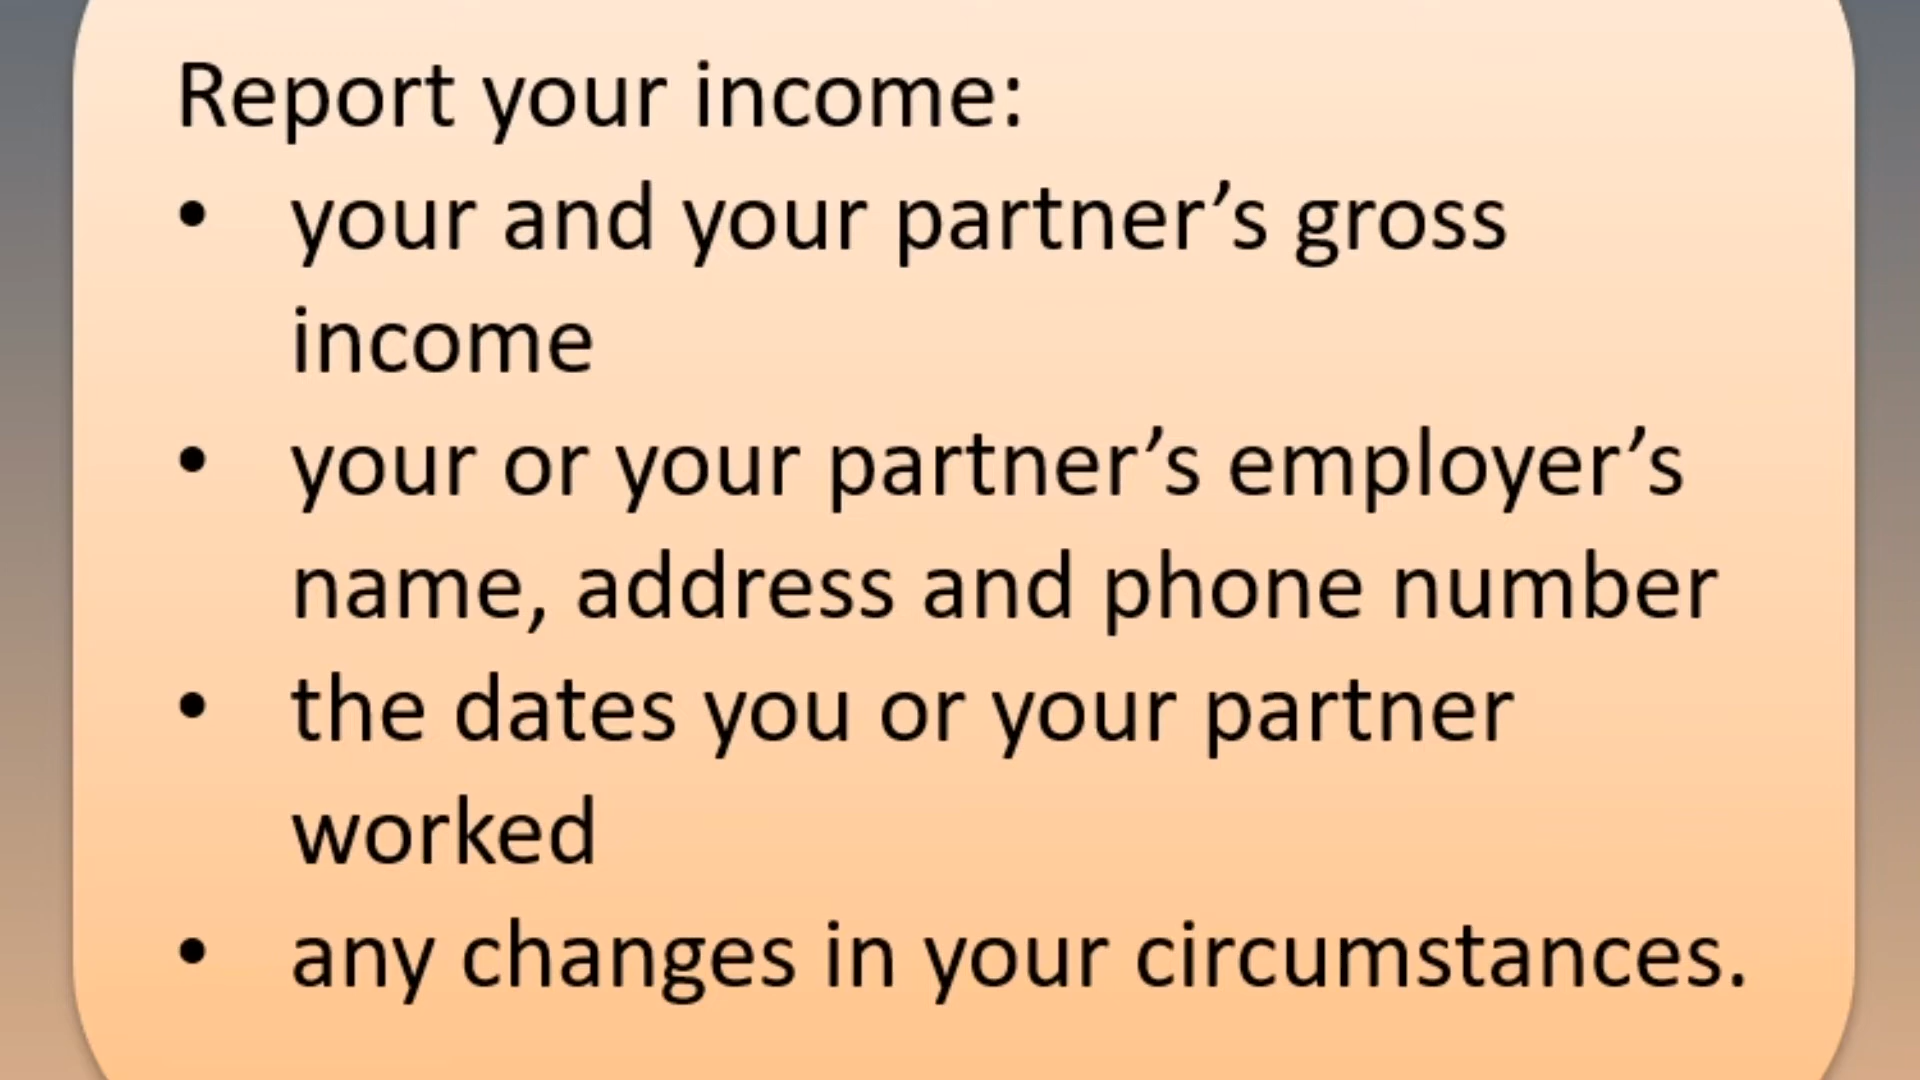 Report your income:
• your and your partner’s gross
income
• your or your partner’s employer’s
name, address and phone number
• the dates you or your partner
worked
• any changes in your circumstances.